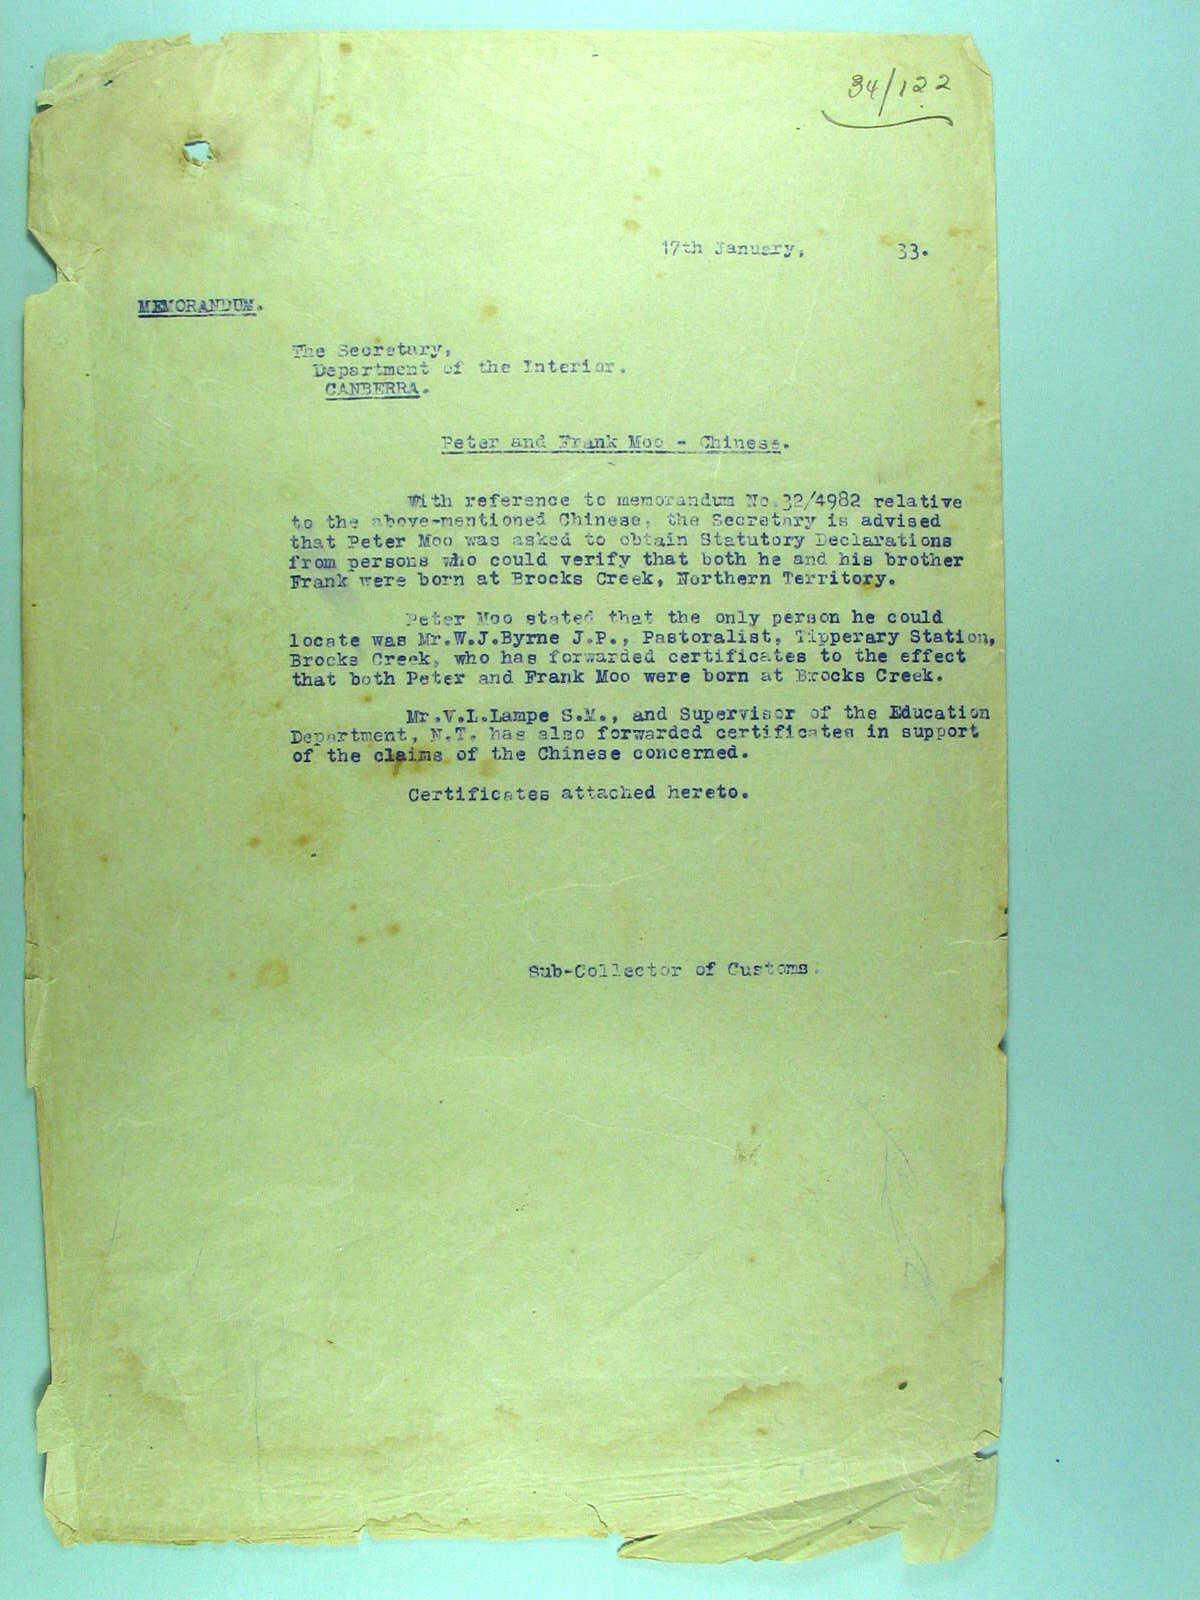 34/122
17th January, 33.
MEMORANDUM.
The Secretary,
Department of the Interior.
CANBERRA.
Peter and Frank Moo - Chinese.
With reference to memorandum No.32/4982 relative
to the above-mentioned Chinese, the Secretary is advised
that Peter Moo was asked to obtain Statutory Declarations
from persons who could verify that both he and his brother
Frank were born at Brocks Creek, Northern Territory.
Peter Moo stated that the only person he could
locate was Mr.W.J.Byrne J.P., Pastoralist, Tipperary Station,
Brocks Creek, who has forwarded certificates to the effect
that both Peter and Frank Moo were born at Brocks Creek.
Mr.V.L.Lampe S.M., and Supervisor of the Education
Department, N.T. has also forwarded certificates in support
of the claims of the Chinese concerned.
Certificates attached hereto.
Sub-Collector of Customs.